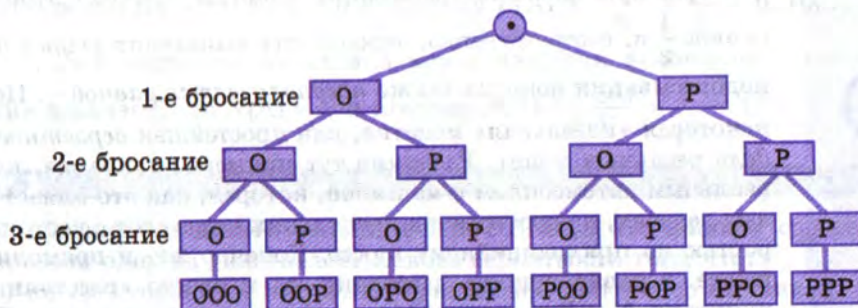 1-е бросание О Р
2-е бросание О Р О Р
3-е бросание О Р О Р О Р О Р
ООО ООР ОРО ОРР РОО РОР РРО РРР